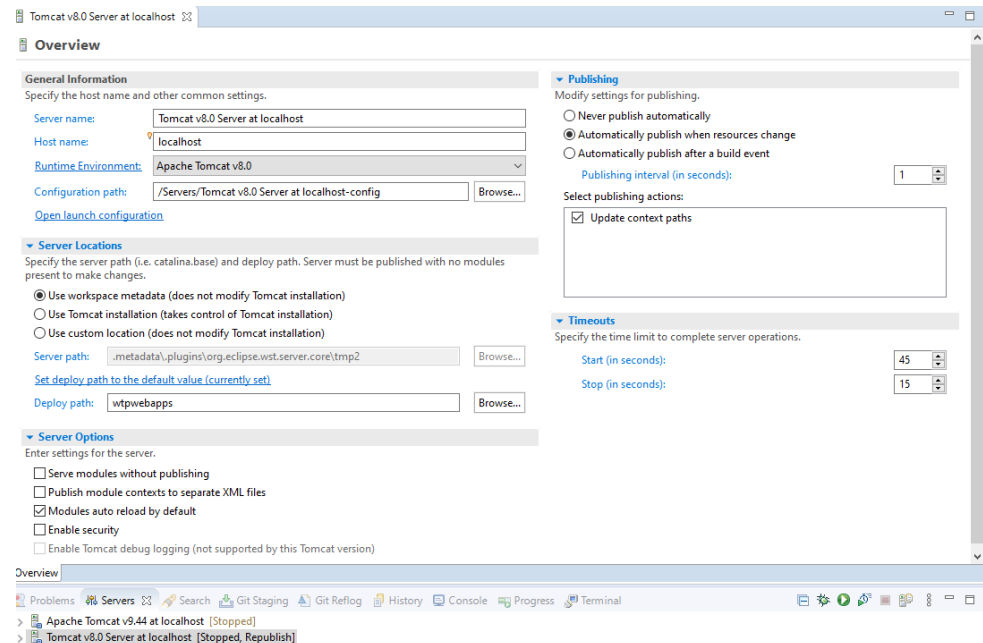 Tomcat v8.0 Server at localhost
Overview
General Information
Specify the host name and other common settings.
Server name: Tomcat v8.0 Server at localhost
Host name: localhost
Runtime Environment: Apache Tomcat v8.0
Configuration path: /Servers/Tomcat v8.0 Server at localhost-config Browse...
Open launch configuration
Server Locations
Specify the server path (i.e. catalina.base) and deploy path. Server must be published with no modules
present to make changes.
Use workspace metadata (does not modify Tomcat installation)
Use Tomcat installation (takes control of Tomcat installation)
Use custom location (does not modify Tomcat installation)
Server path: .metadata\.plugins\org.eclipse.wst.server.core\tmp2 Browse...
Set deploy path to the default value (currently set)
Deploy path: wtpwebapps Browse...
Server Options
Enter settings for the server.
Serve modules without publishing
Publish module contexts to separate XML files
Modules auto reload by default
Enable security
Enable Tomcat debug logging (not supported by this Tomcat version)
Publishing
Modify settings for publishing.
Never publish automatically
Automatically publish when resources change
Automatically publish after a build event
Publishing interval (in seconds): 1
Select publishing actions:
Update context paths
Timeouts
Specify the time limit to complete server operations.
Start (in seconds): 45
Stop (in seconds): 15
Overview
Problems Servers Search Git Staging Git Reflog History Console Progress Terminal
Apache Tomcat v9.44 at localhost [Stopped]
Tomcat v8.0 Server at localhost [Stopped, Republish]